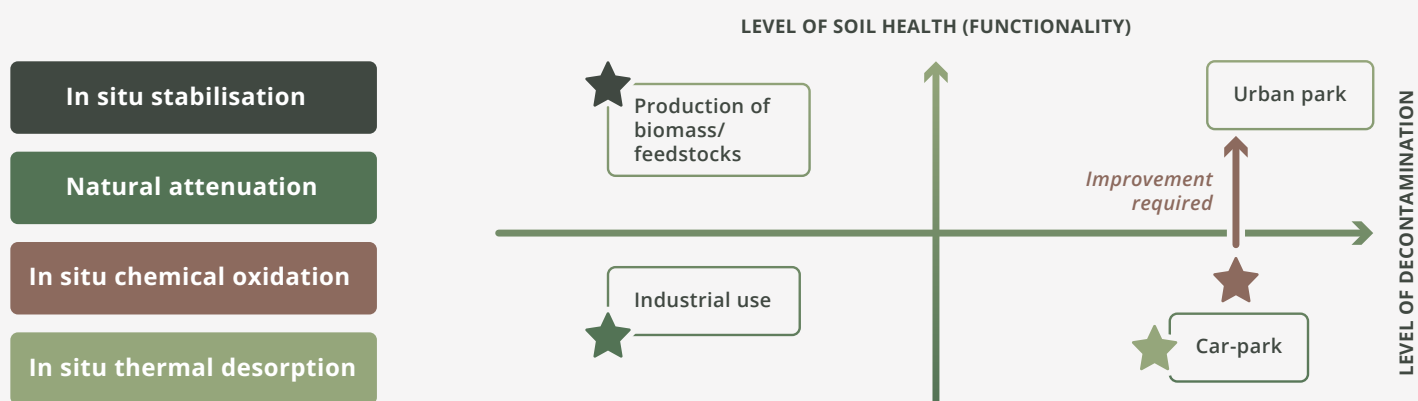 LEVEL OF SOIL HEALTH (FUNCTIONALITY)
In situ stabilisation
Natural attenuation
In situ chemical oxidation
In situ thermal desorption
Production of
biomass/
feedstocks
Urban park
Improvement
required
Industrial use
Car-park
LEVEL OF DECONTAMINATION